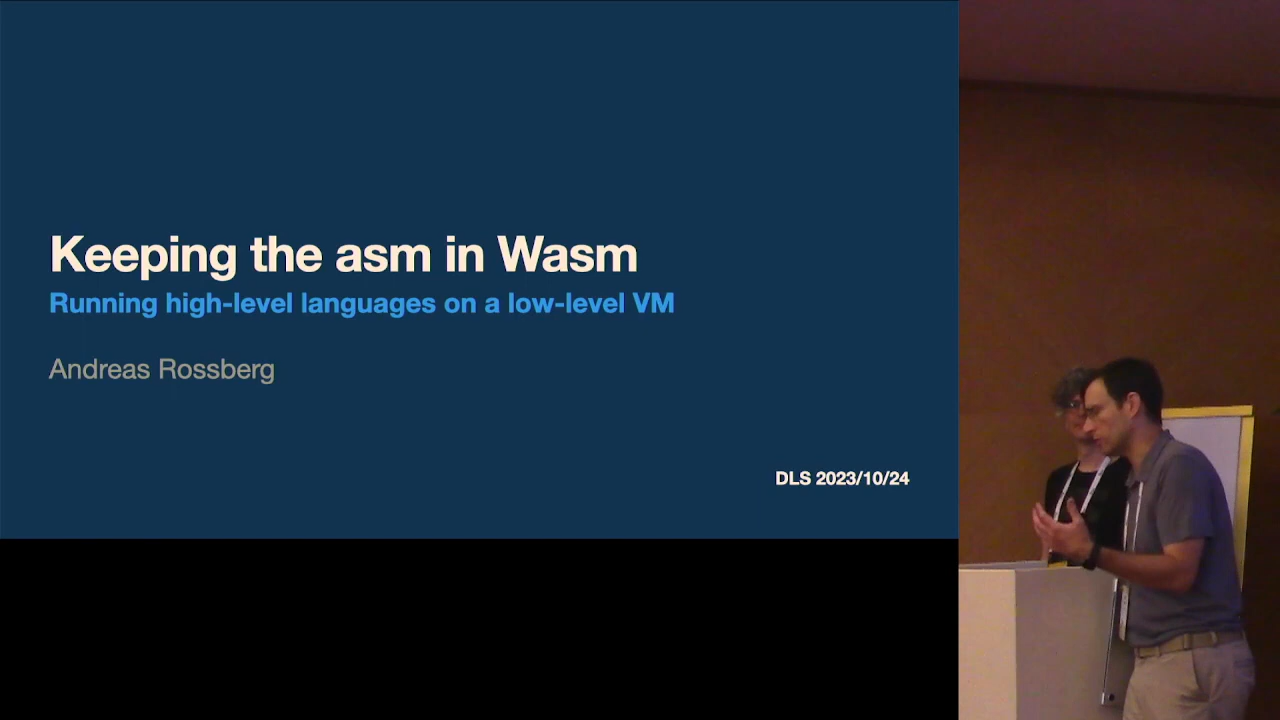 Keeping the asm in Wasm
Running high-level languages on a low-level VM
Andreas Rossberg
DLS 2023/10/24